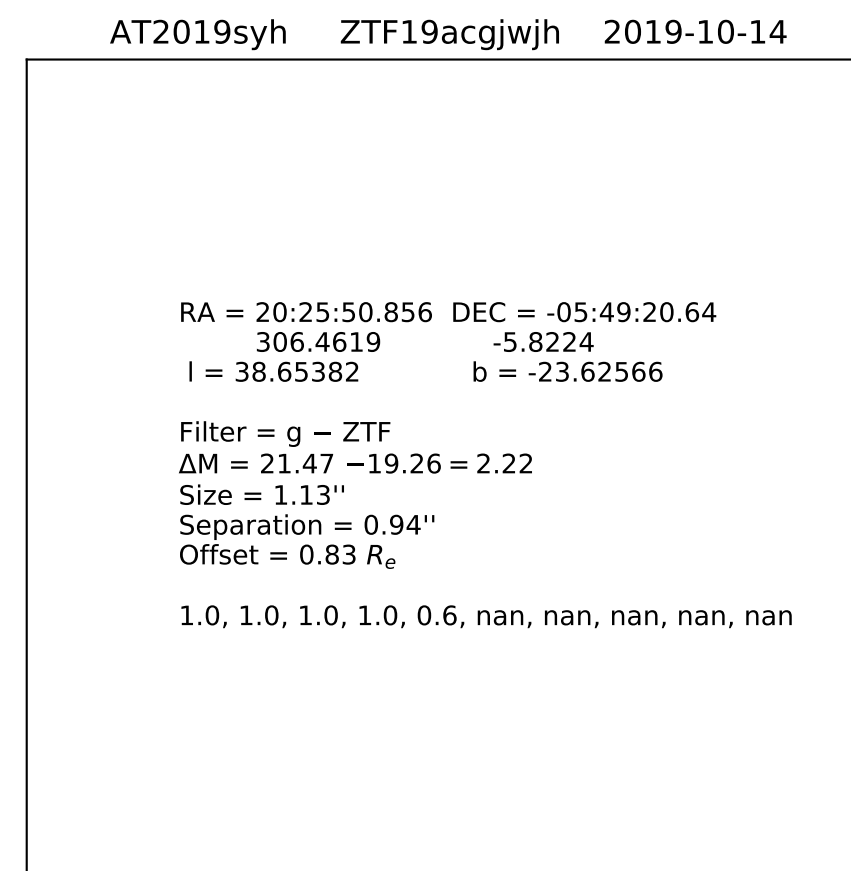 AT2019syh ZTF19acgjwjh 2019-10-14
RA = 20:25:50.856 DEC = -05:49:20.64
306.4619 -5.8224
l = 38.65382 b = -23.62566
Filter = g − ZTF
ΔM = 21.47 −19.26 = 2.22
Size = 1.13''
Separation = 0.94''
Offset = 0.83 Re
1.0, 1.0, 1.0, 1.0, 0.6, nan, nan, nan, nan, nan